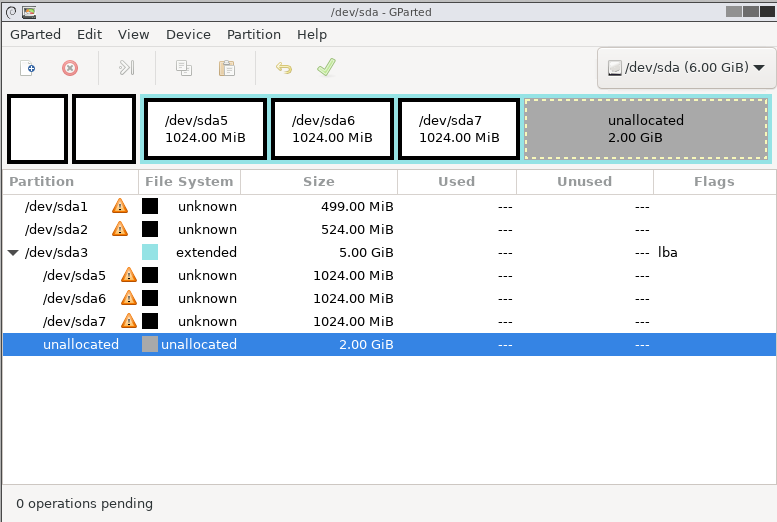 /dev/sda - GParted
GParted Edit View Device Partition Help
/dev/sda (6.00 GiB)
/dev/sda5 /dev/sda6 /dev/sda7 unallocated
1024.00 MiB 1024.00 MiB 1024.00 MiB 2.00 GiB
Partition File System Size Used Unused Flags
/dev/sda1 unknown 499.00 MiB --- ---
/dev/sda2 unknown 524.00 MiB --- ---
/dev/sda3 extended 5.00 GiB --- --- lba
/dev/sda5 unknown 1024.00 MiB --- ---
/dev/sda6 unknown 1024.00 MiB --- ---
/dev/sda7 unknown 1024.00 MiB --- ---
unallocated unallocated 2.00 GiB --- ---
0 operations pending